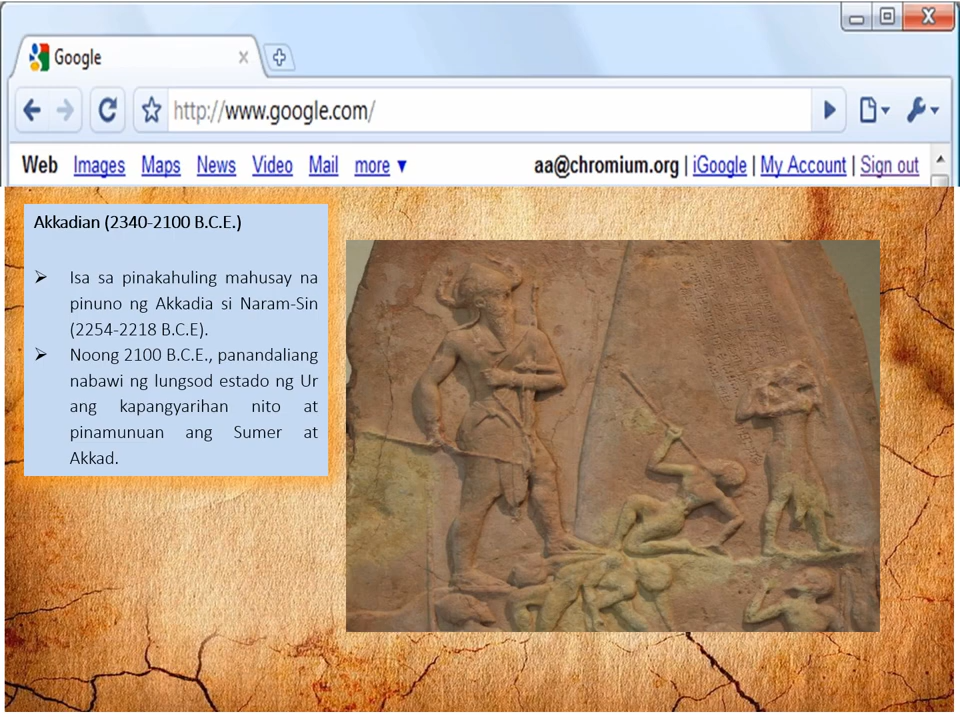 Google
http://www.google.com/
Web Images Maps News Video Mail more ▼ aa@chromium.org | iGoogle | My Account | Sign out
Akkadian (2340-2100 B.C.E.)
➢ Isa sa pinakahuling mahusay na
pinuno ng Akkadia si Naram-Sin
(2254-2218 B.C.E).
➢ Noong 2100 B.C.E., panandaliang
nabawi ng lungsod estado ng Ur
ang kapangyarihan nito at
pinamunuan ang Sumer at
Akkad.